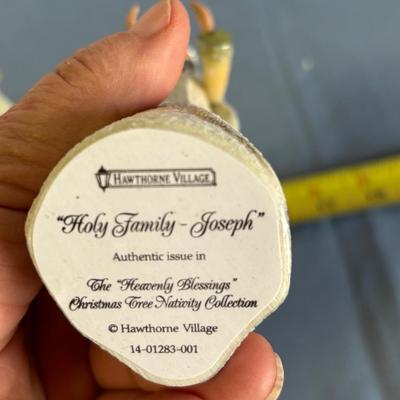 HAWTHORNE VILLAGE
"Holy Family - Joseph"
Authentic issue in
The "Heavenly Blessings"
Christmas Tree Nativity Collection
© Hawthorne Village
14-01283-001